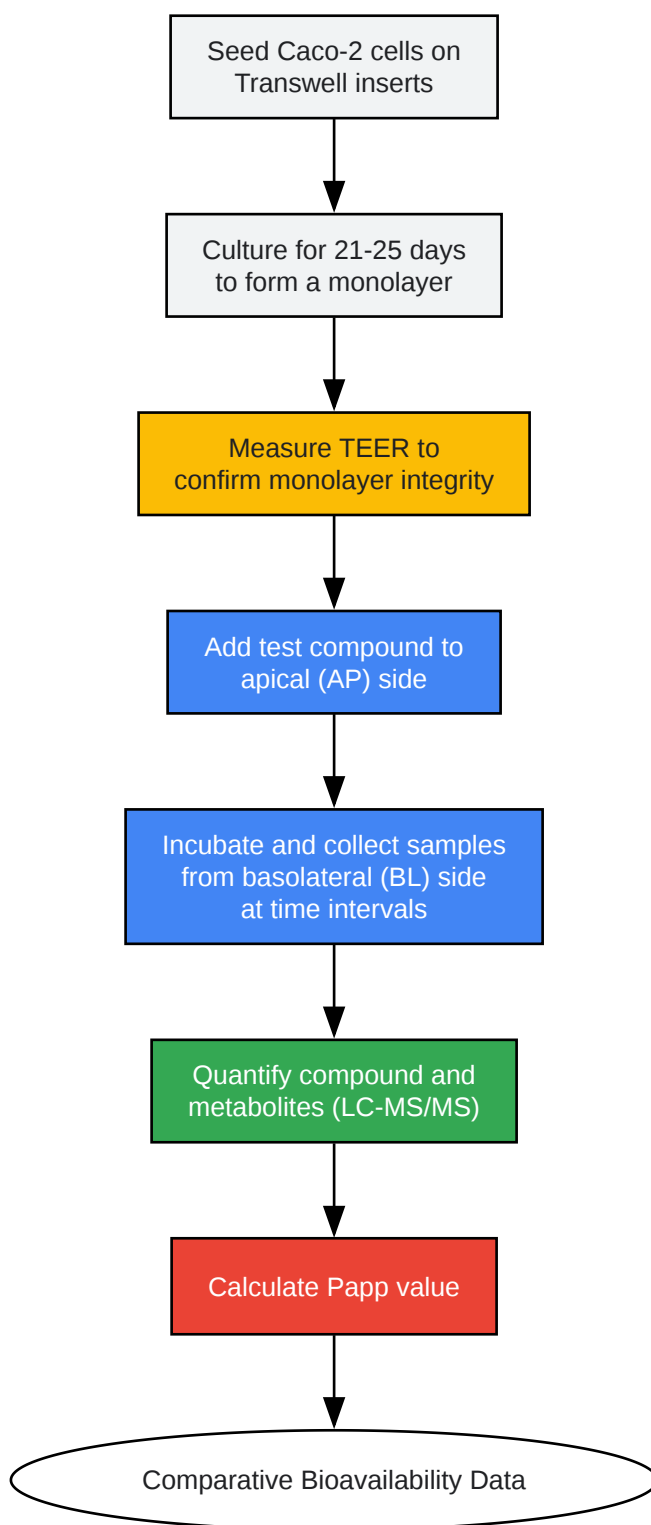 Seed Caco-2 cells on
Transwell inserts
Culture for 21-25 days
to form a monolayer
Measure TEER to
confirm monolayer integrity
Add test compound to
apical (AP) side
Incubate and collect samples
from basolateral (BL) side
at time intervals
Quantify compound and
metabolites (LC-MS/MS)
Calculate Papp value
Comparative Bioavailability Data